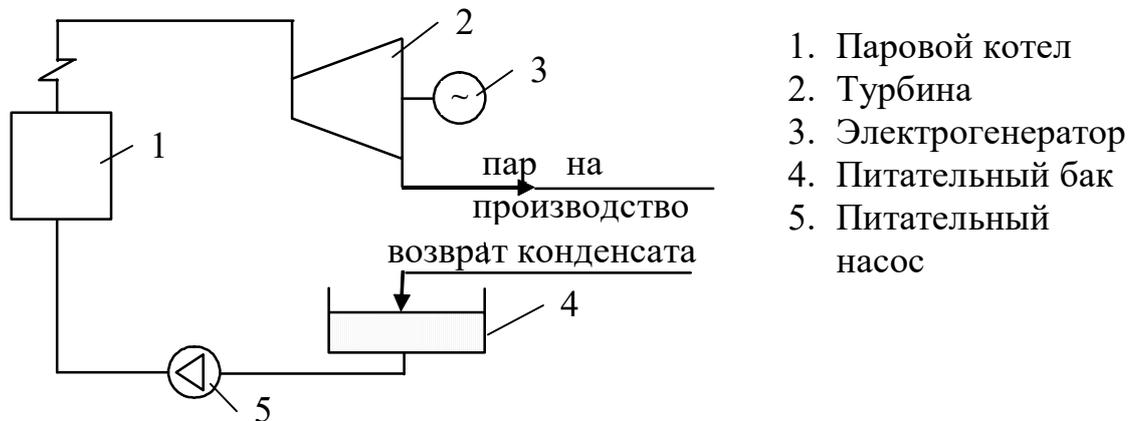 2
3
~
1
пар на
производство
возврат конденсата
4
5
1. Паровой котел
2. Турбина
3. Электрогенератор
4. Питательный бак
5. Питательный
насос